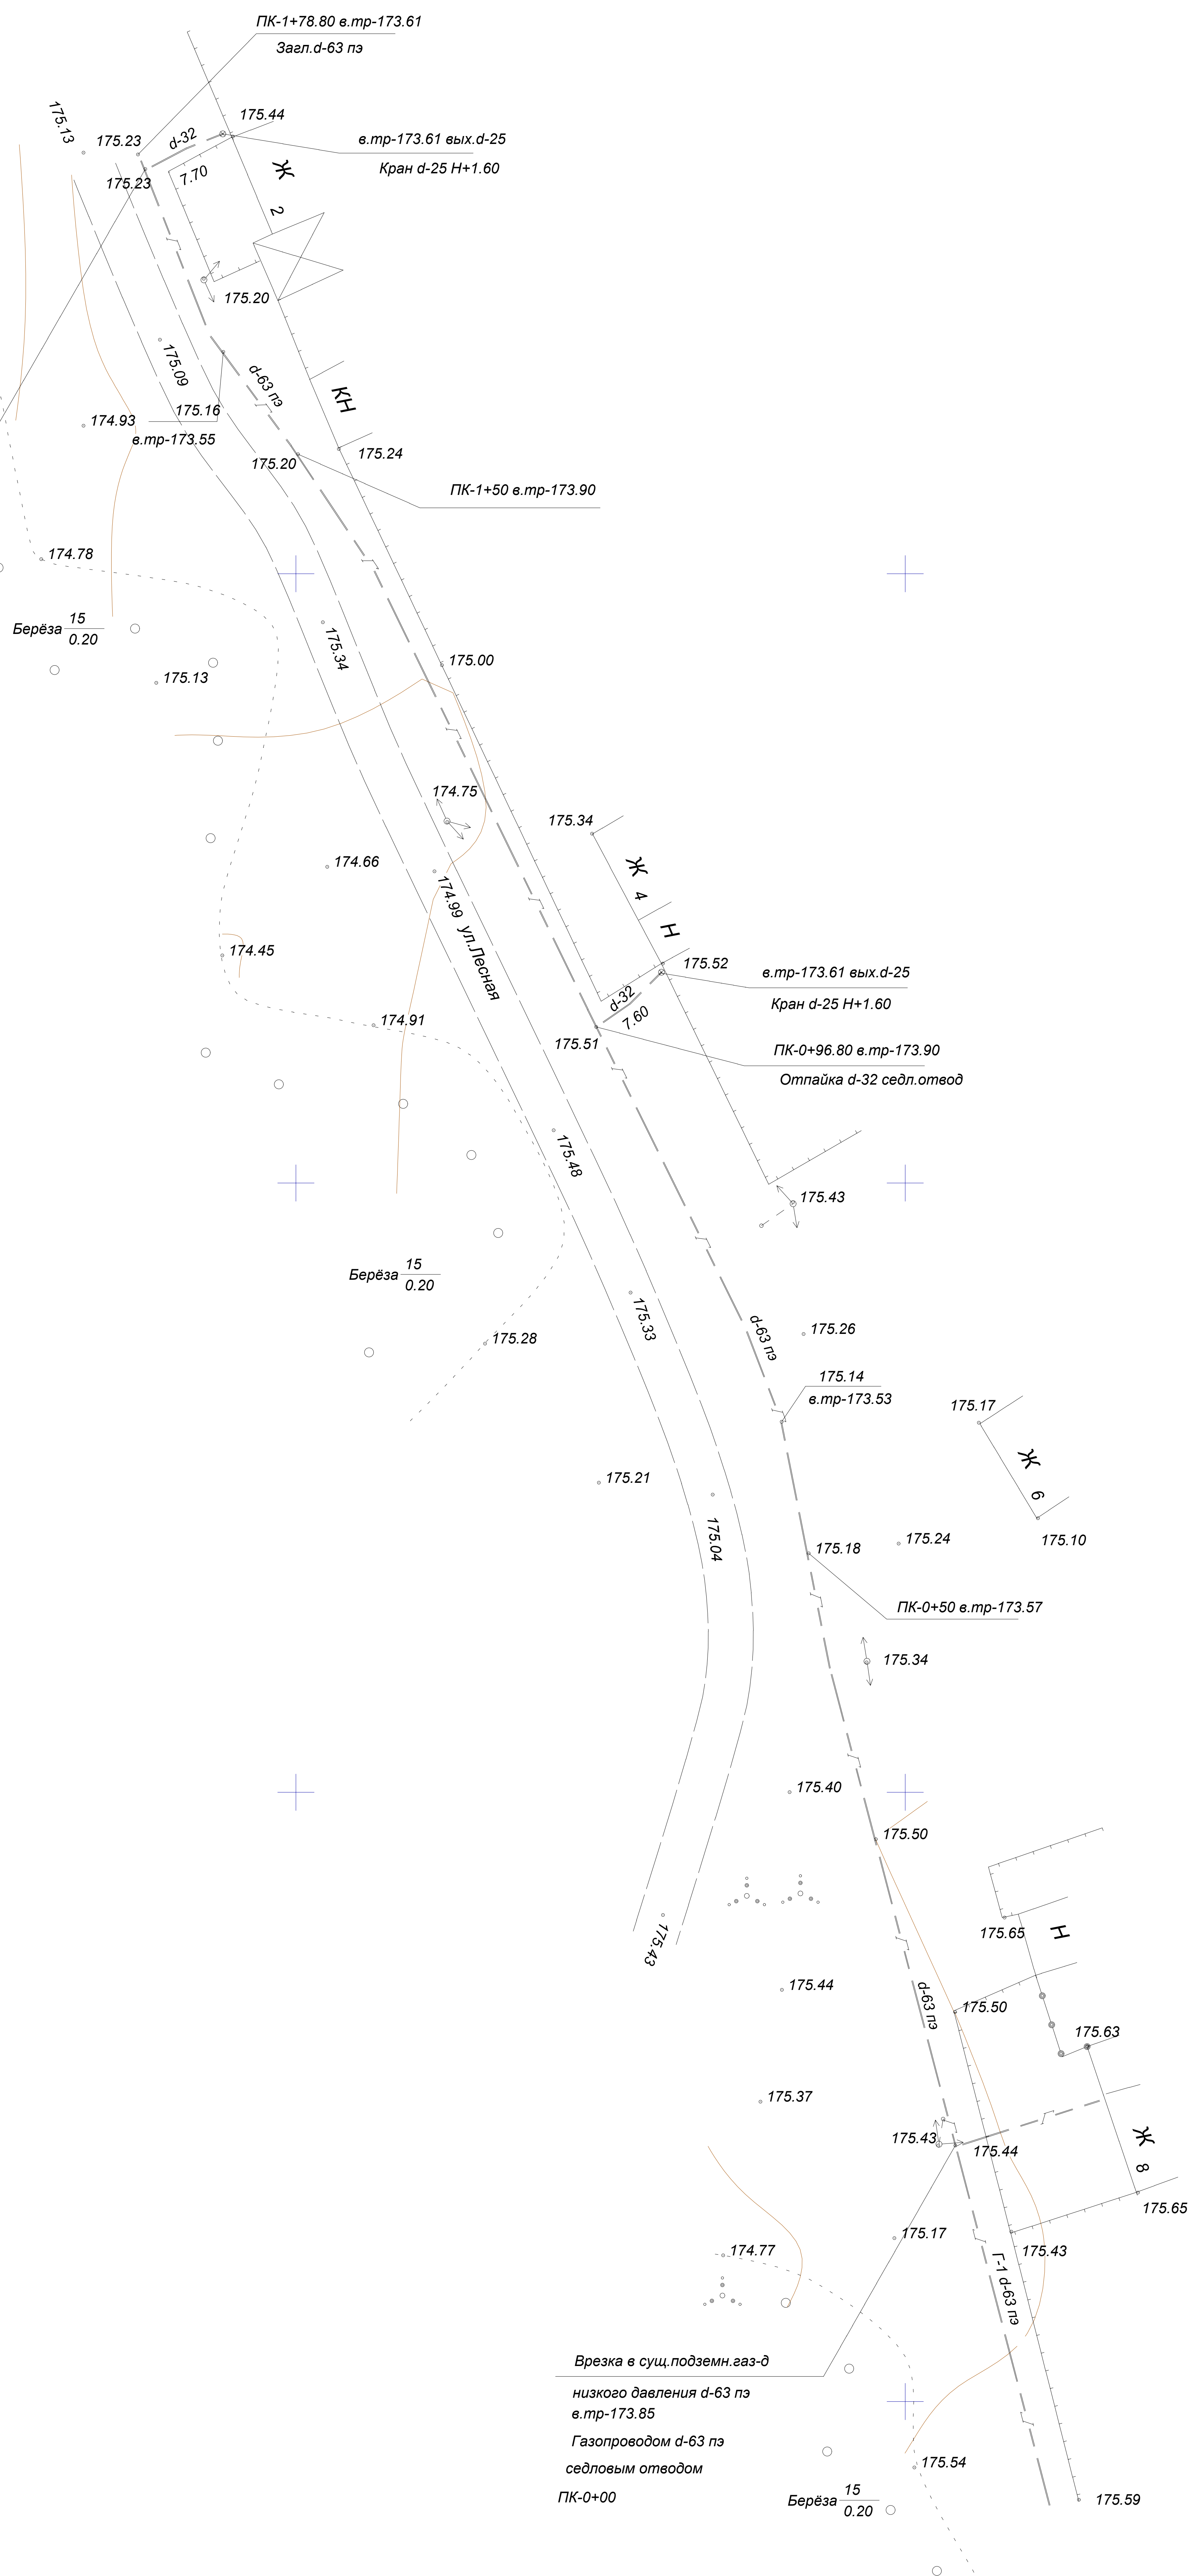 ПК-1+78.80 в.тр-173.61
Загл.d-63 пэ
175.13
175.23
d-32
175.44
в.тр-173.61 вых.d-25
Кран d-25 Н+1.60
175.23
7.70
Ж
2
175.20
175.09
d-63 пэ
КН
175.16
в.тр-173.55
174.93
175.20
175.24
ПК-1+50 в.тр-173.90
174.78
Берёза 15
0.20
175.34
175.00
175.13
174.75
175.34
174.66
Ж
4
174.99
ул.Лесная
Н
174.45
175.52
в.тр-173.61 вых.d-25
d-32
Кран d-25 Н+1.60
7.60
174.91
175.51
ПК-0+96.80 в.тр-173.90
Отпайка d-32 седл.отвод
175.48
175.43
Берёза 15
0.20
175.33
175.28
d-63 пэ
175.26
175.14
в.тр-173.53
175.17
Ж
6
175.21
175.04
175.18
175.24
175.10
ПК-0+50 в.тр-173.57
175.34
175.40
175.50
175.43
175.65
Н
175.44
d-63 пэ
175.50
175.63
175.37
175.43
175.44
Ж
8
175.65
175.17
175.43
174.77
Г-1 d-63 пэ
Врезка в сущ.подземн.газ-д
низкого давления d-63 пэ
в.тр-173.85
Газопроводом d-63 пэ
седловым отводом
ПК-0+00
175.54
Берёза 15
0.20
175.59